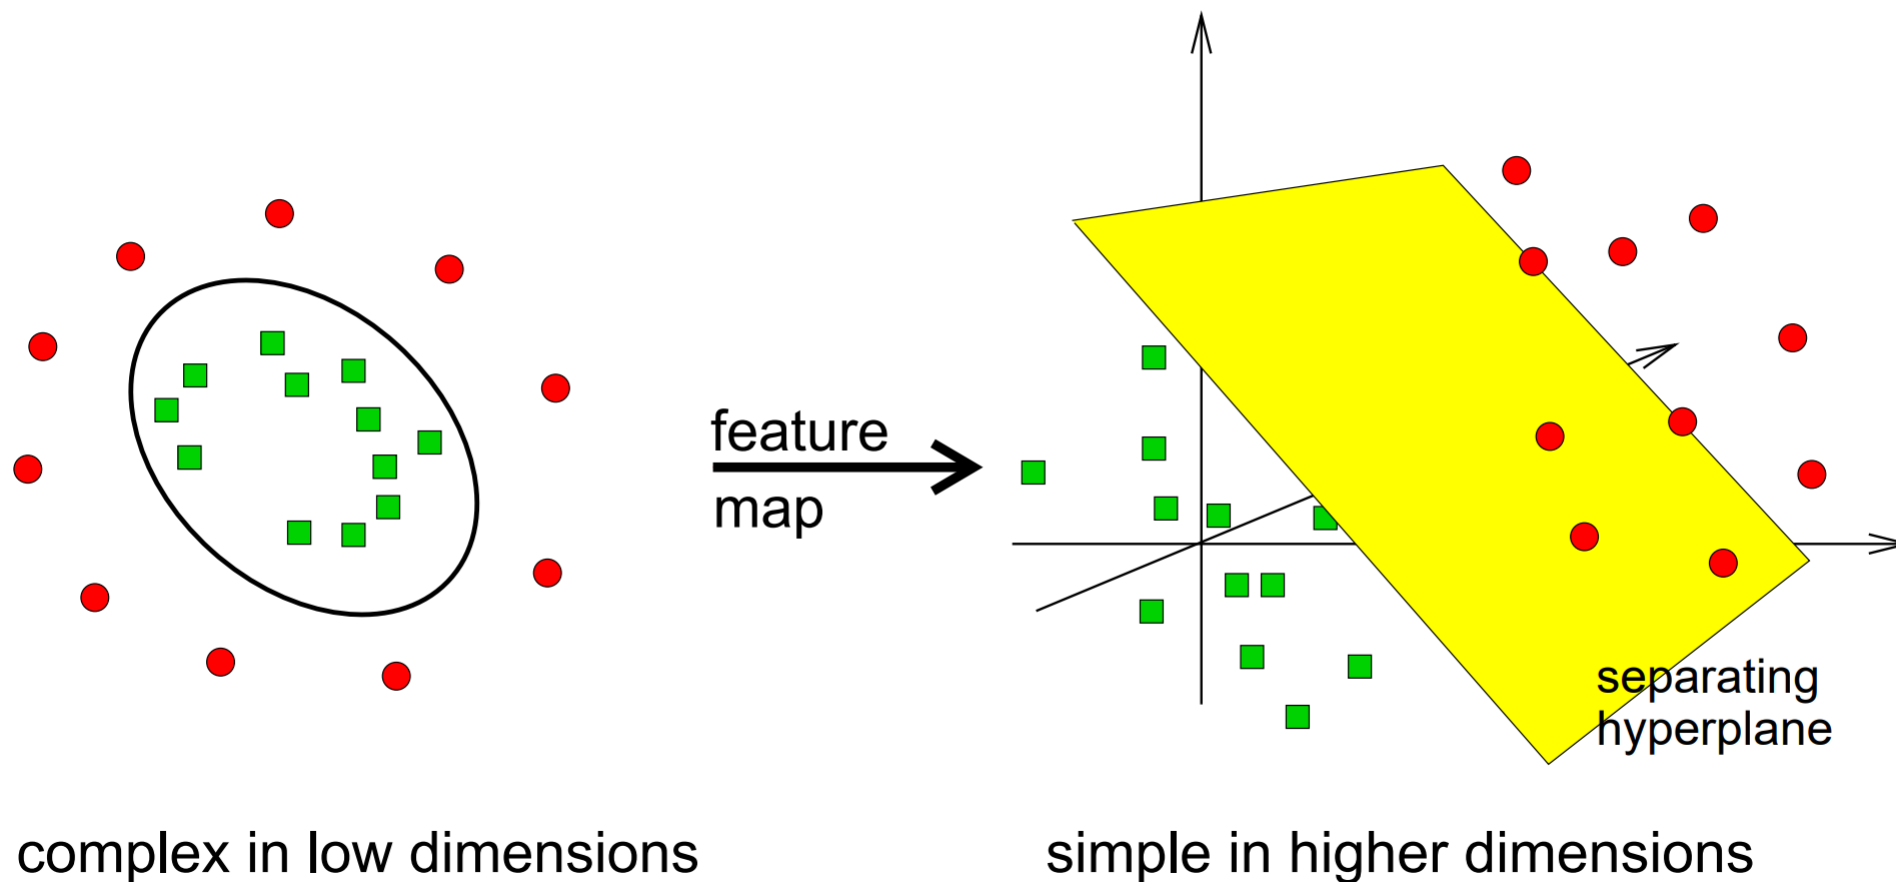 feature
map
separating
hyperplane
complex in low dimensions
simple in higher dimensions